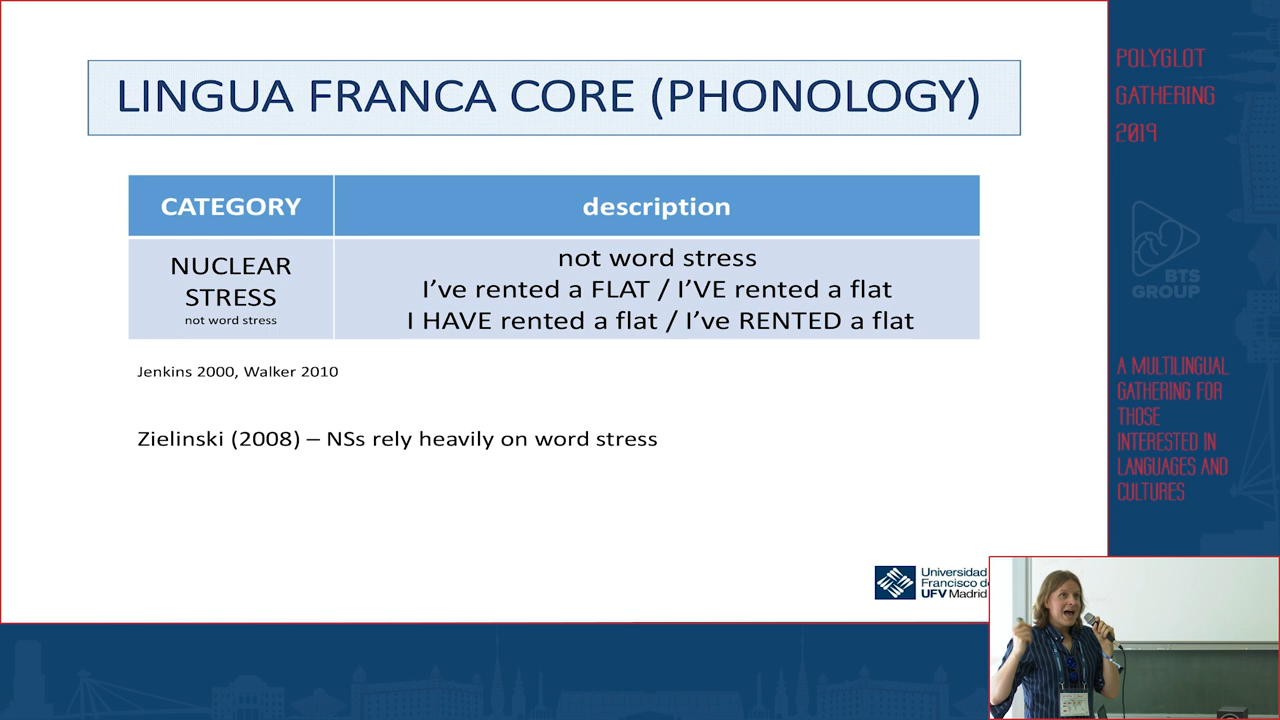 LINGUA FRANCA CORE (PHONOLOGY)
CATEGORY
description
NUCLEAR
STRESS
not word stress
not word stress
I've rented a FLAT / I'VE rented a flat
I HAVE rented a flat / I've RENTED a flat
Jenkins 2000, Walker 2010
Zielinski (2008) – NSs rely heavily on word stress
Universidad
Francisco de
UFV Madrid
POLYGLOT
GATHERING
2019
BTS
GROUP
A MULTILINGUAL
GATHERING FOR
THOSE
INTERESTED IN
LANGUAGES AND
CULTURES